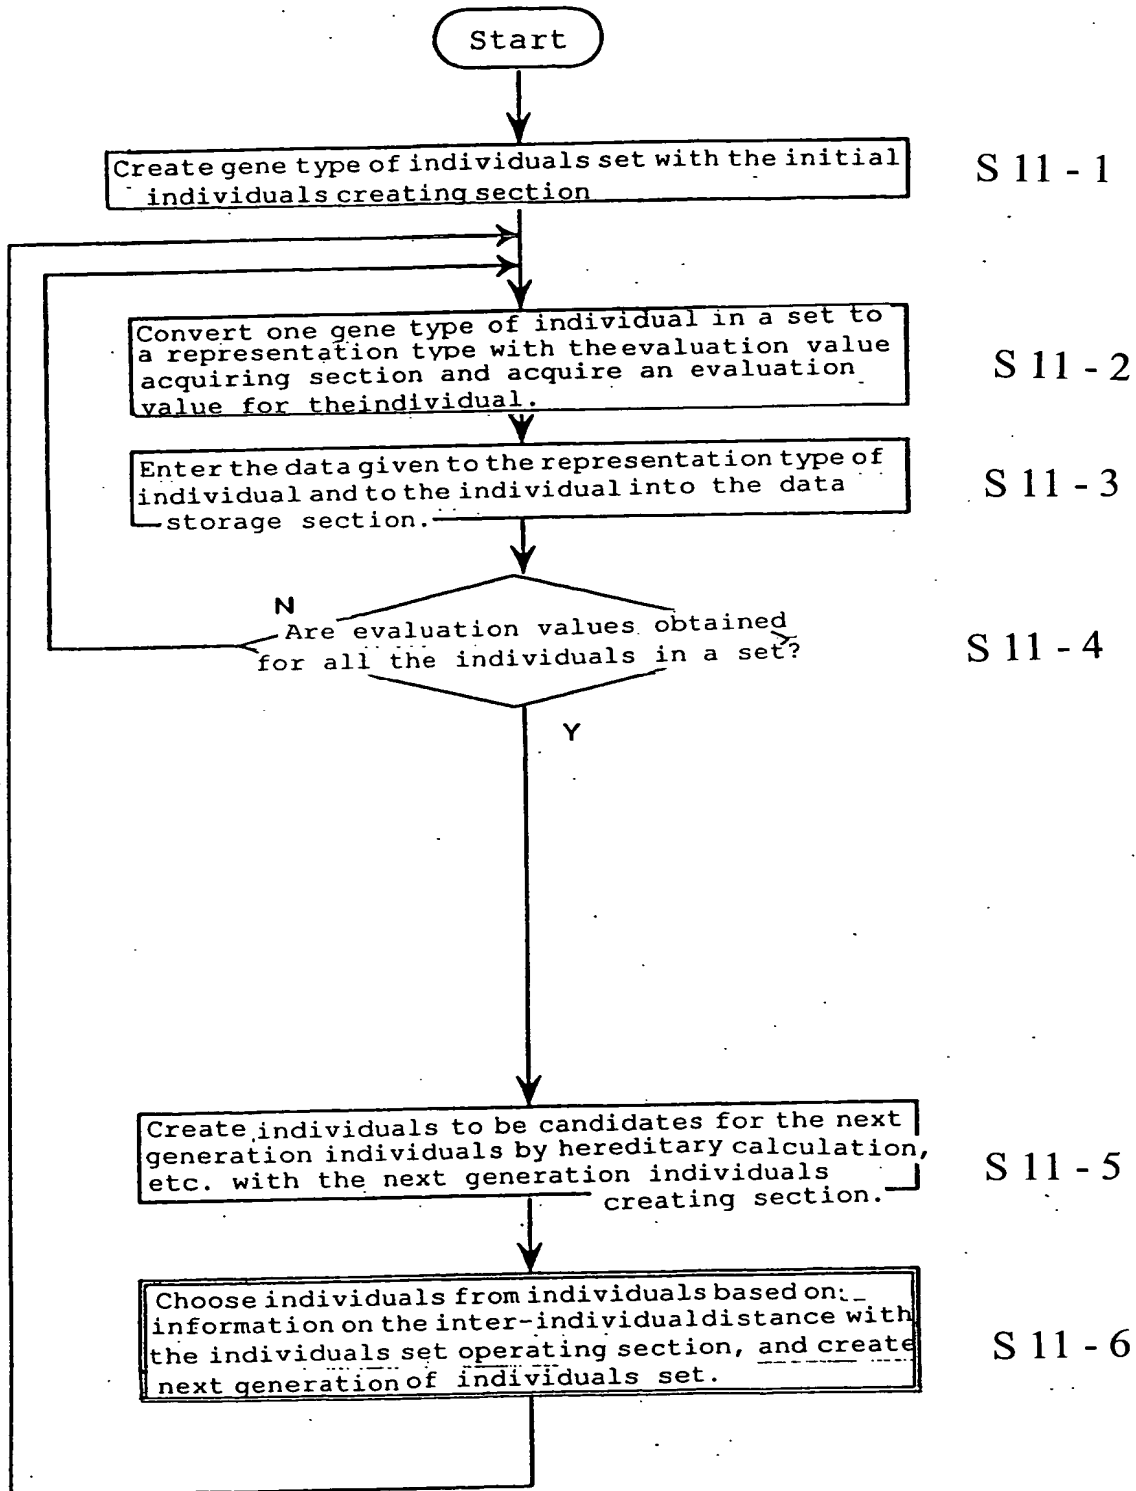 Start
Create gene type of individuals set with the initial
individuals creating section
S 11 - 1
Convert one gene type of individual in a set to
a representation type with theevaluation value
acquiring section and acquire an evaluation
value for theindividual.
S 11 - 2
Enter the data given to the representation type of
individual and to the individual into the data
storage section.
S 11 - 3
N
Are evaluation values obtained
for all the individuals in a set?
S 11 - 4
Y
Create individuals to be candidates for the next
generation individuals by hereditary calculation,
etc. with the next generation individuals
creating section.
S 11 - 5
Choose individuals from individuals based on
information on the inter-individualdistance with
the individuals set operating section, and create
next generation of individuals set.
S 11 - 6